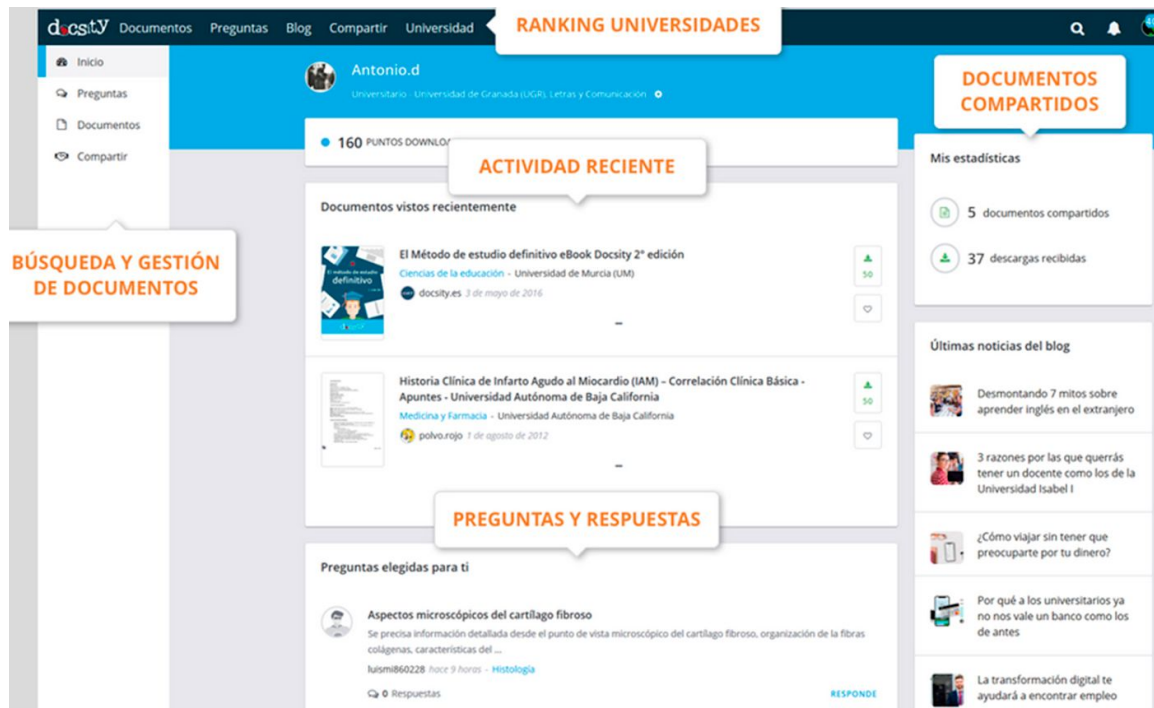 docsity Documentos Preguntas Blog Compartir Universidad
RANKING UNIVERSIDADES
Inicio
Preguntas
Documentos
Compartir
BÚSQUEDA Y GESTIÓN
DE DOCUMENTOS
Antonio.d
Universitario - Universidad de Granada (UGR), Letras y Comunicación
160 PUNTOS DOWNLOA
ACTIVIDAD RECIENTE
Documentos vistos recientemente
El método de estudio
definitivo
docsity
El Método de estudio definitivo eBook Docsity 2° edición
Ciencias de la educación - Universidad de Murcia (UM)
docsity.es 3 de mayo de 2016
50
Historia Clínica de Infarto Agudo al Miocardio (IAM) – Correlación Clínica Básica -
Apuntes - Universidad Autónoma de Baja California
Medicina y Farmacia - Universidad Autónoma de Baja California
polvo.rojo 1 de agosto de 2012
50
PREGUNTAS Y RESPUESTAS
Preguntas elegidas para ti
Aspectos microscópicos del cartílago fibroso
Se precisa información detallada desde el punto de vista microscópico del cartílago fibroso, organización de la fibras
colágenas, características del ...
luismi860228 hace 9 horas - Histología
0 Respuestas
RESPONDE
DOCUMENTOS
COMPARTIDOS
Mis estadísticas
5 documentos compartidos
37 descargas recibidas
Últimas noticias del blog
Desmontando 7 mitos sobre
aprender inglés en el extranjero
3 razones por las que querrás
tener un docente como los de la
Universidad Isabel I
¿Cómo viajar sin tener que
preocuparte por tu dinero?
Por qué a los universitarios ya
no nos vale un banco como los
de antes
La transformación digital te
ayudará a encontrar empleo